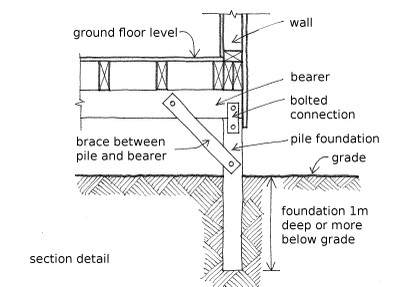 wall
ground floor level
bearer
bolted
connection
brace between
pile and bearer
pile foundation
grade
foundation 1m
deep or more
below grade
section detail